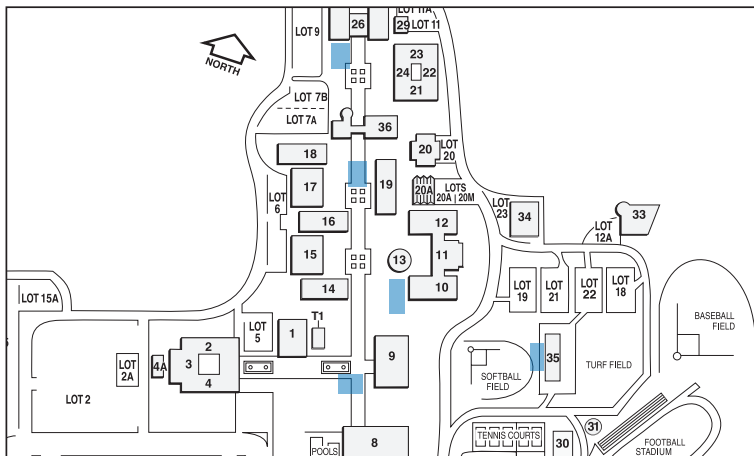 LOT 11A
26
29
LOT 11
LOT 9
23
24
22
21
NORTH
LOT 7B
LOT 7A
36
20
LOT
20
18
17
19
20A
LOTS
20A
20M
LOT
6
16
12
LOT
23
34
33
LOT
12A
15
13
11
14
10
LOT
19
LOT
21
LOT
22
LOT
18
LOT 15A
T1
LOT
5
1
BASEBALL
FIELD
2
3
4
4A
LOT
2A
9
35
TURF FIELD
SOFTBALL
FIELD
LOT 2
8
POOLS
TENNIS COURTS
30
31
FOOTBALL
STADIUM